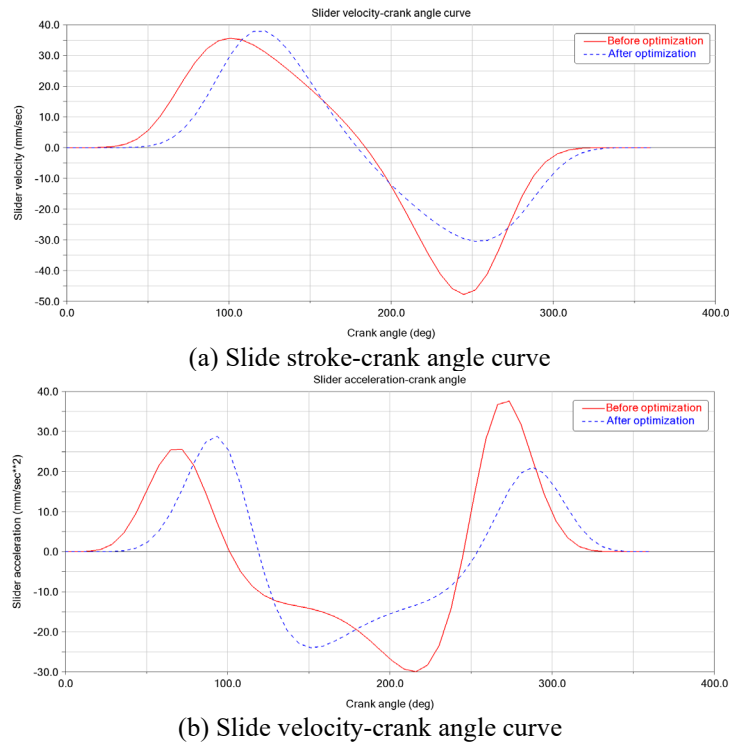 Slider velocity-crank angle curve
40.0
30.0
20.0
10.0
0.0
-10.0
-20.0
-30.0
-40.0
-50.0
Slider velocity (mm/sec)
Before optimization
After optimization
0.0 100.0 200.0 300.0 400.0
Crank angle (deg)
(a) Slide stroke-crank angle curve
Slider acceleration-crank angle
40.0
30.0
20.0
10.0
0.0
-10.0
-20.0
-30.0
Slider acceleration (mm/sec**2)
Before optimization
After optimization
0.0 100.0 200.0 300.0 400.0
Crank angle (deg)
(b) Slide velocity-crank angle curve